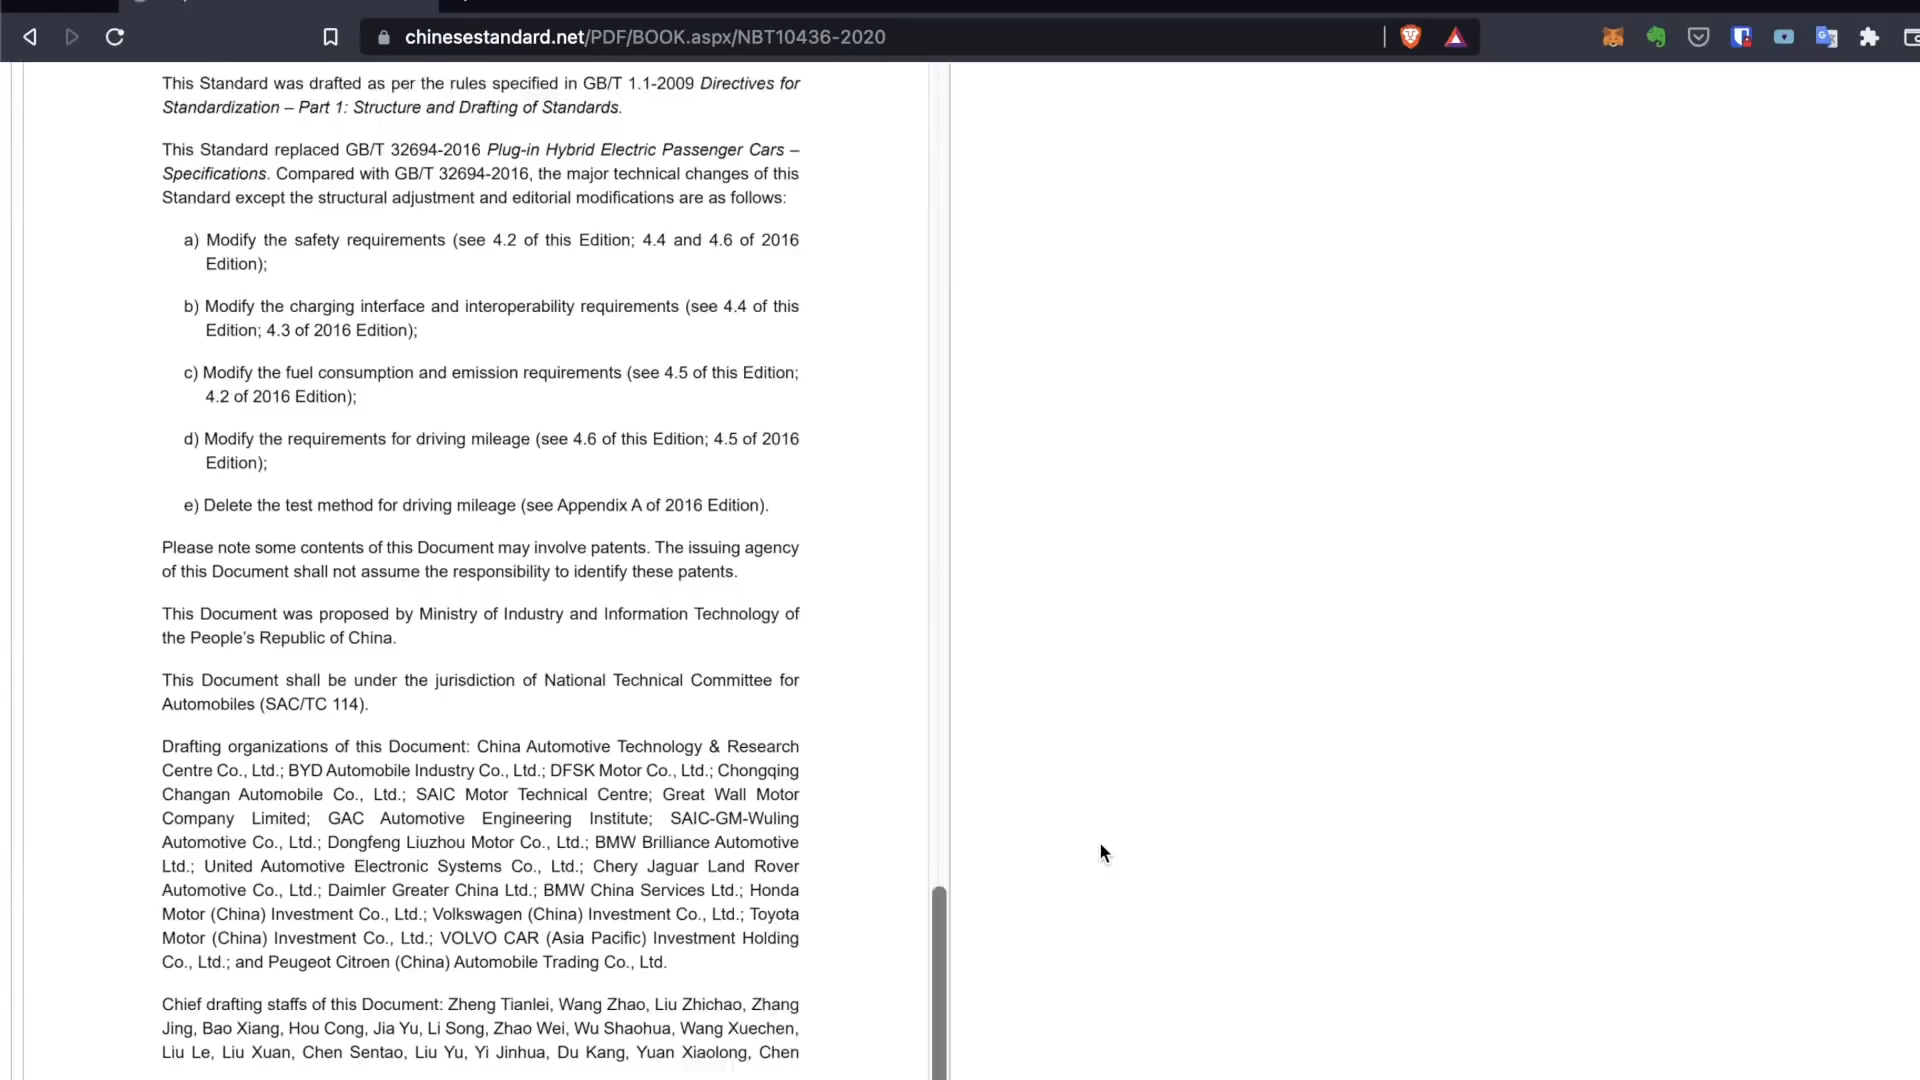 chinesestandard.net/PDF/BOOK.aspx/NBT10436-2020
This Standard was drafted as per the rules specified in GB/T 1.1-2009 Directives for
Standardization – Part 1: Structure and Drafting of Standards.
This Standard replaced GB/T 32694-2016 Plug-in Hybrid Electric Passenger Cars –
Specifications. Compared with GB/T 32694-2016, the major technical changes of this
Standard except the structural adjustment and editorial modifications are as follows:
a) Modify the safety requirements (see 4.2 of this Edition; 4.4 and 4.6 of 2016
Edition);
b) Modify the charging interface and interoperability requirements (see 4.4 of this
Edition; 4.3 of 2016 Edition);
c) Modify the fuel consumption and emission requirements (see 4.5 of this Edition;
4.2 of 2016 Edition);
d) Modify the requirements for driving mileage (see 4.6 of this Edition; 4.5 of 2016
Edition);
e) Delete the test method for driving mileage (see Appendix A of 2016 Edition).
Please note some contents of this Document may involve patents. The issuing agency
of this Document shall not assume the responsibility to identify these patents.
This Document was proposed by Ministry of Industry and Information Technology of
the People’s Republic of China.
This Document shall be under the jurisdiction of National Technical Committee for
Automobiles (SAC/TC 114).
Drafting organizations of this Document: China Automotive Technology & Research
Centre Co., Ltd.; BYD Automobile Industry Co., Ltd.; DFSK Motor Co., Ltd.; Chongqing
Changan Automobile Co., Ltd.; SAIC Motor Technical Centre; Great Wall Motor
Company Limited; GAC Automotive Engineering Institute; SAIC-GM-Wuling
Automotive Co., Ltd.; Dongfeng Liuzhou Motor Co., Ltd.; BMW Brilliance Automotive
Ltd.; United Automotive Electronic Systems Co., Ltd.; Chery Jaguar Land Rover
Automotive Co., Ltd.; Daimler Greater China Ltd.; BMW China Services Ltd.; Honda
Motor (China) Investment Co., Ltd.; Volkswagen (China) Investment Co., Ltd.; Toyota
Motor (China) Investment Co., Ltd.; VOLVO CAR (Asia Pacific) Investment Holding
Co., Ltd.; and Peugeot Citroen (China) Automobile Trading Co., Ltd.
Chief drafting staffs of this Document: Zheng Tianlei, Wang Zhao, Liu Zhichao, Zhang
Jing, Bao Xiang, Hou Cong, Jia Yu, Li Song, Zhao Wei, Wu Shaohua, Wang Xuechen,
Liu Le, Liu Xuan, Chen Sentao, Liu Yu, Yi Jinhua, Du Kang, Yuan Xiaolong, Chen